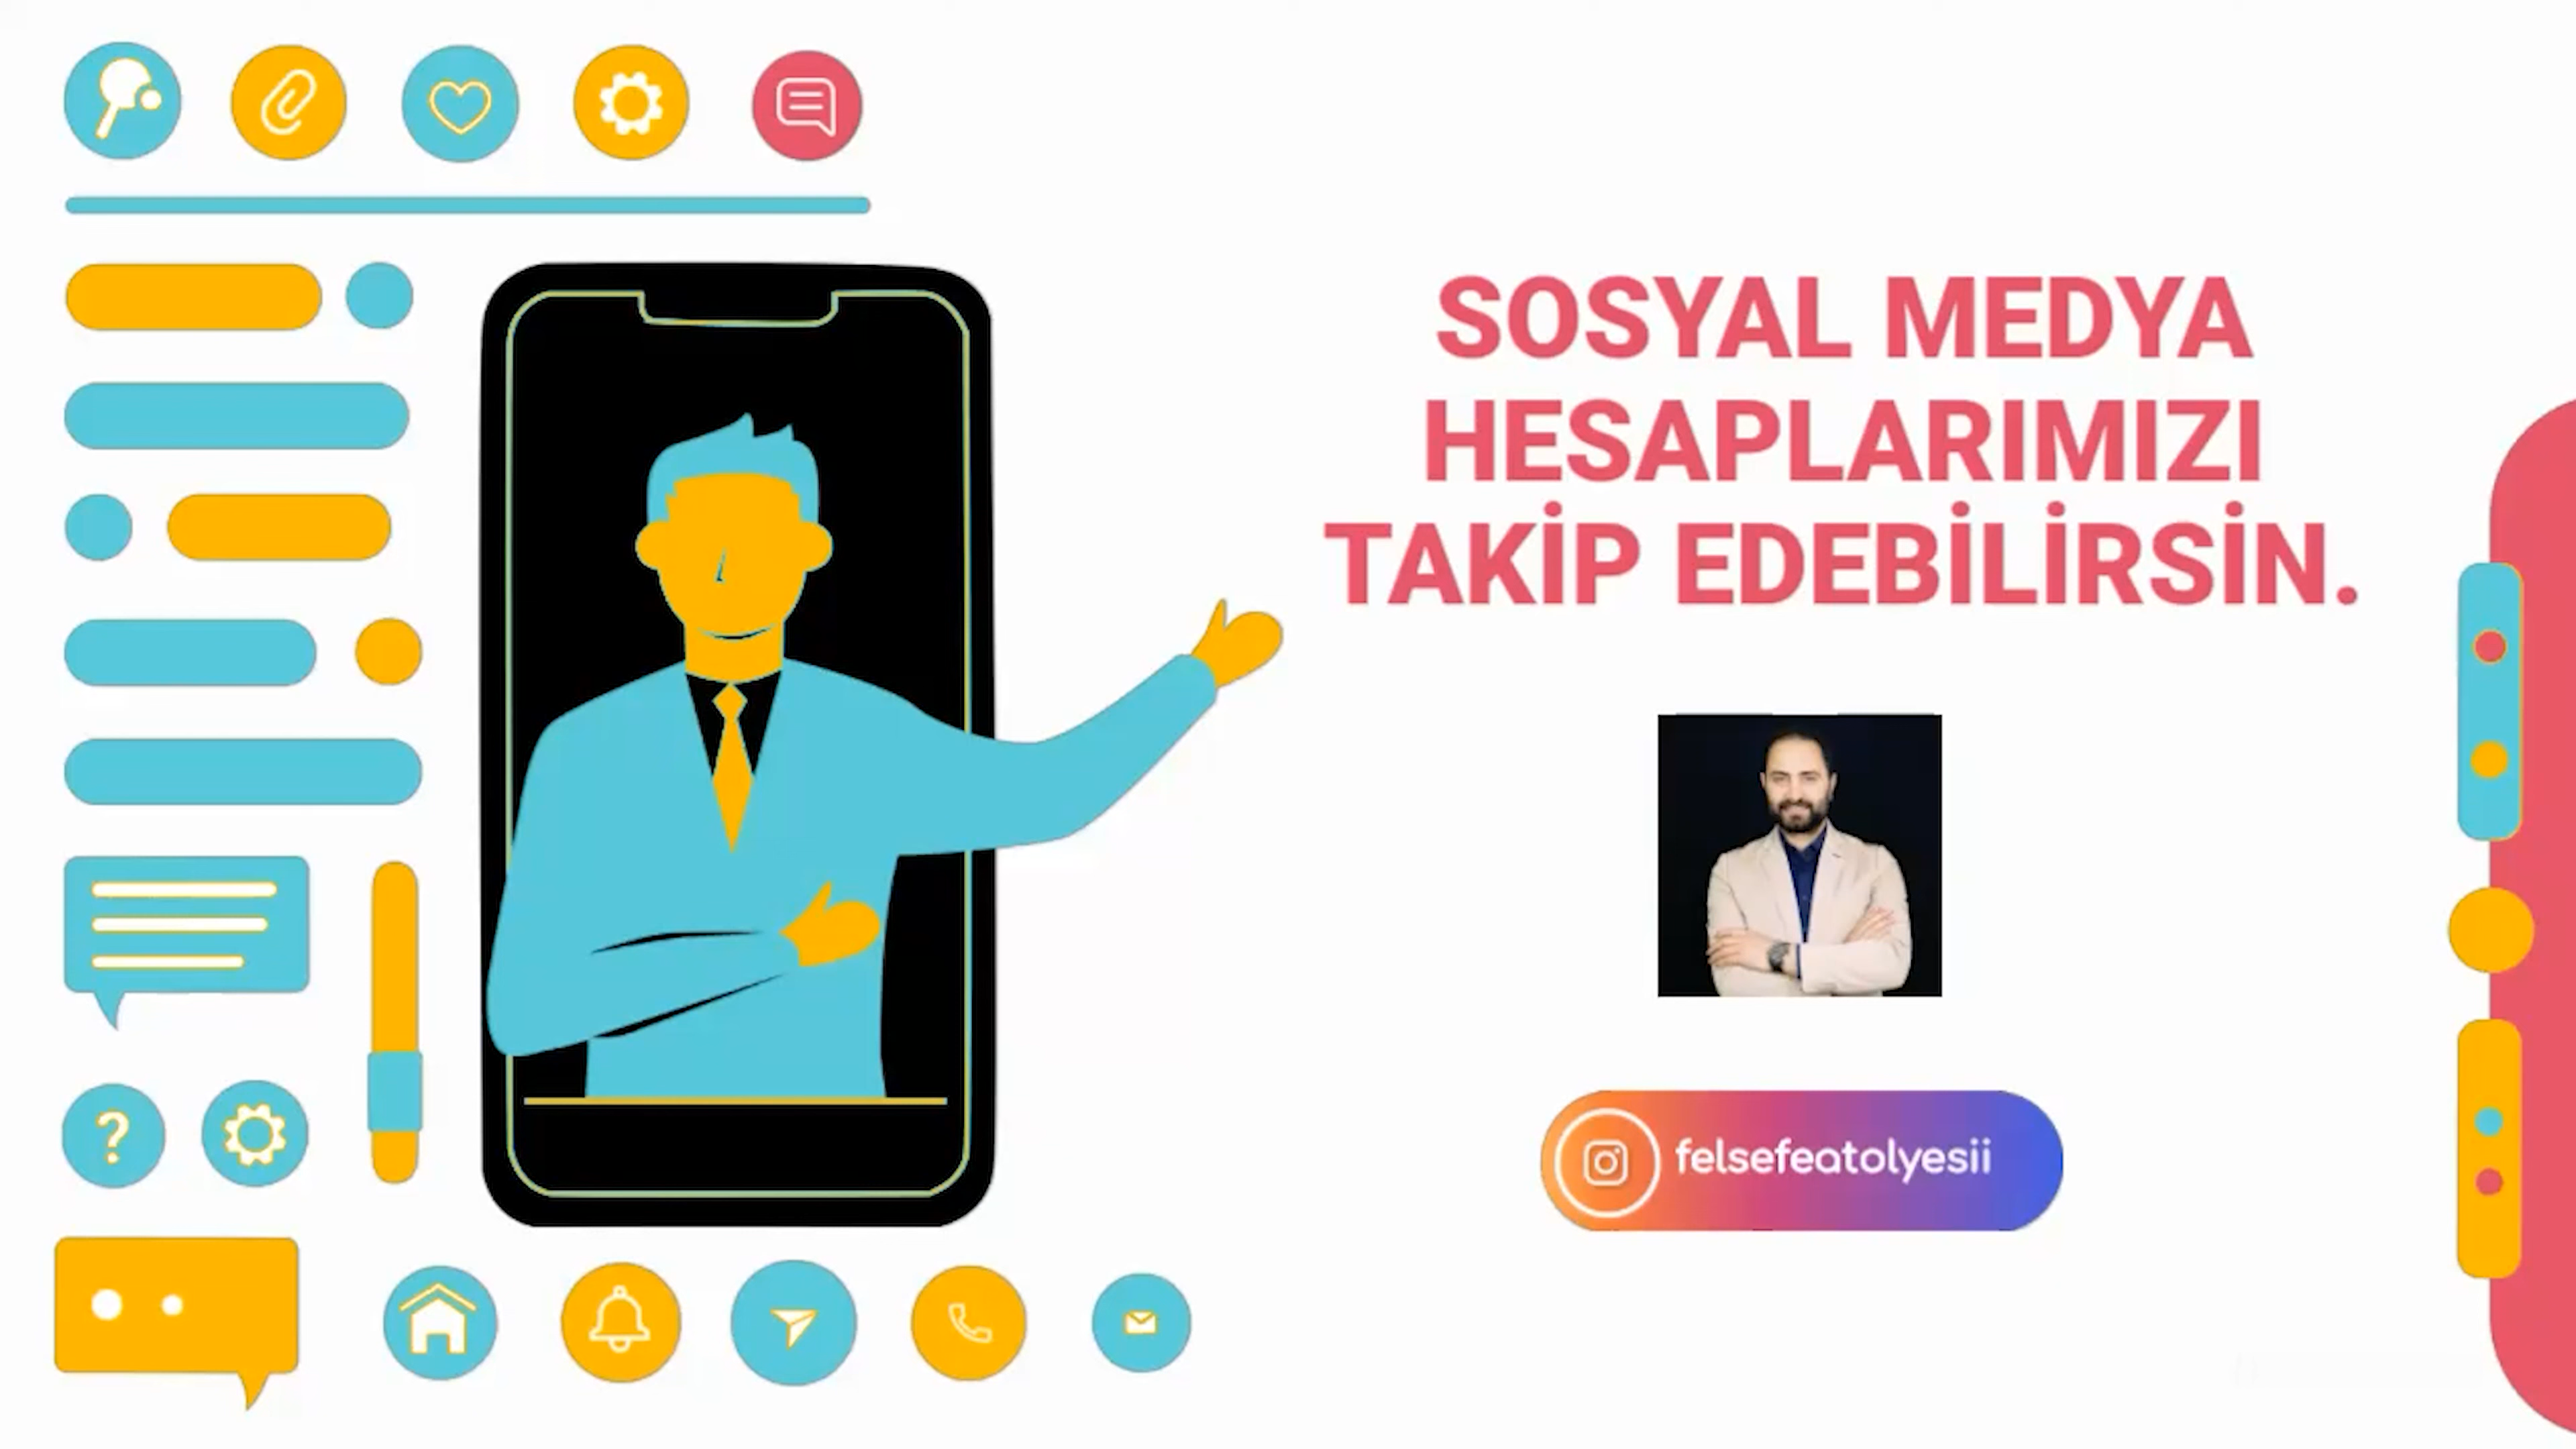 SOSYAL MEDYA
HESAPLARIMIZI
TAKİP EDEBİLİRSİN.
felsefeatolyesii
?